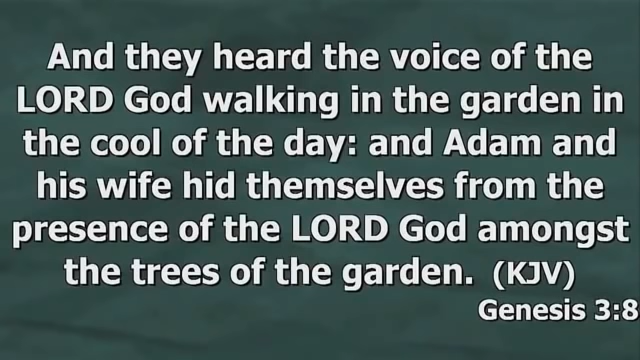 And they heard the voice of the
LORD God walking in the garden in
the cool of the day: and Adam and
his wife hid themselves from the
presence of the LORD God amongst
the trees of the garden. (KJV)
Genesis 3:8